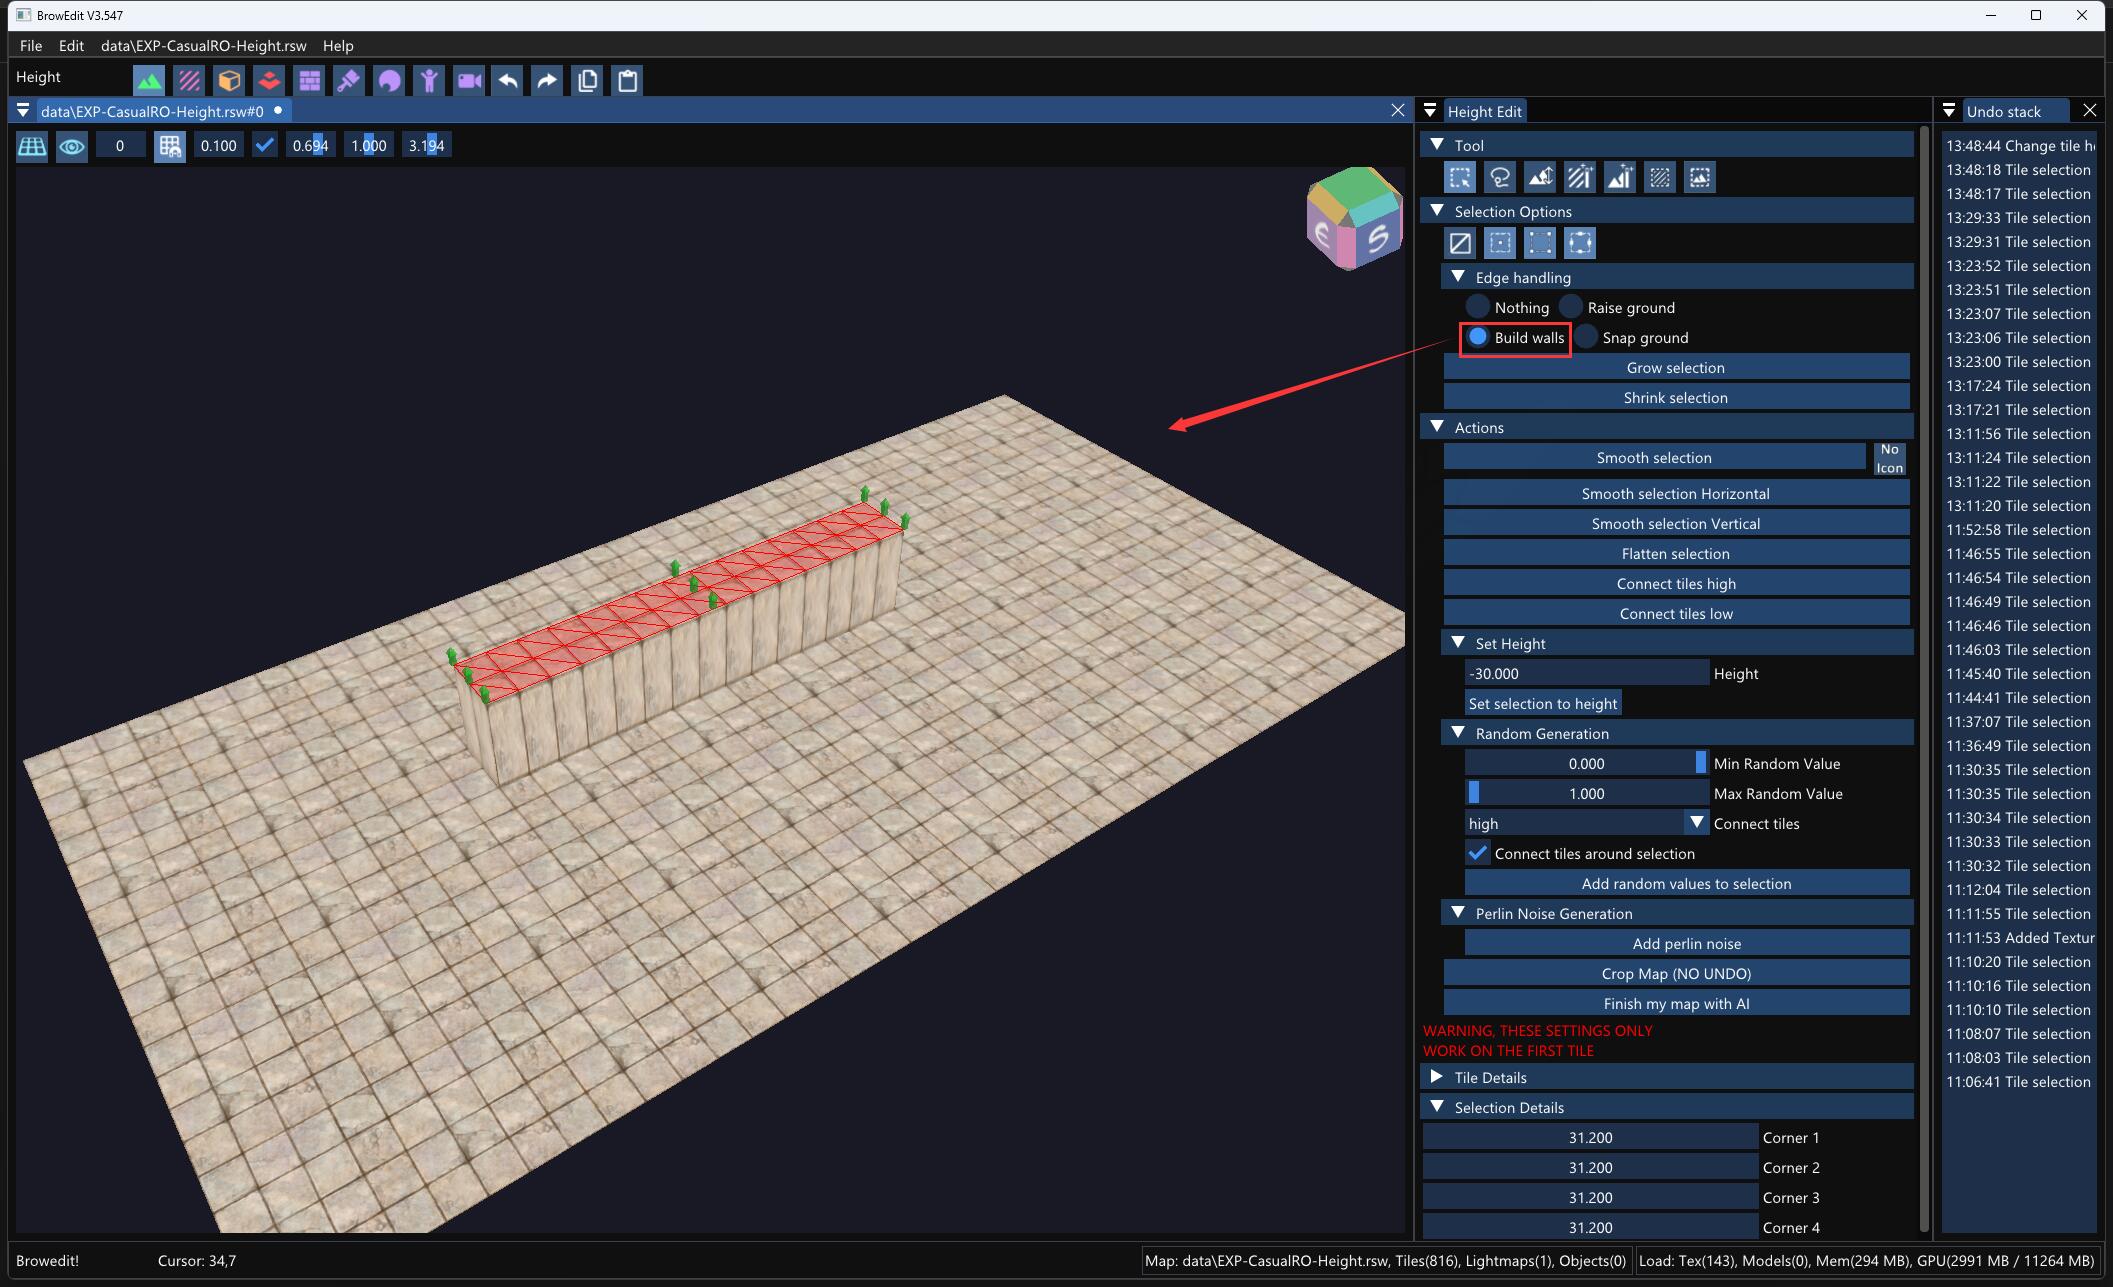 BrowEdit V3.547
File Edit data\EXP-CasualRO-Height.rsw Help
Height
data\EXP-CasualRO-Height.rsw#0
0 0.100 0.694 1.000 3.194
E S
Height Edit
Tool
Selection Options
Edge handling
Nothing Raise ground
Build walls Snap ground
Grow selection
Shrink selection
Actions
Smooth selection No Icon
Smooth selection Horizontal
Smooth selection Vertical
Flatten selection
Connect tiles high
Connect tiles low
Set Height
-30.000 Height
Set selection to height
Random Generation
0.000 Min Random Value
1.000 Max Random Value
high Connect tiles
Connect tiles around selection
Add random values to selection
Perlin Noise Generation
Add perlin noise
Crop Map (NO UNDO)
Finish my map with AI
WARNING, THESE SETTINGS ONLY
WORK ON THE FIRST TILE
Tile Details
Selection Details
31.200 Corner 1
31.200 Corner 2
31.200 Corner 3
31.200 Corner 4
Undo stack
13:48:44 Change tile h
13:48:18 Tile selection
13:48:17 Tile selection
13:29:33 Tile selection
13:29:31 Tile selection
13:23:52 Tile selection
13:23:51 Tile selection
13:23:07 Tile selection
13:23:06 Tile selection
13:23:00 Tile selection
13:17:24 Tile selection
13:17:21 Tile selection
13:11:56 Tile selection
13:11:24 Tile selection
13:11:22 Tile selection
13:11:20 Tile selection
11:52:58 Tile selection
11:46:55 Tile selection
11:46:54 Tile selection
11:46:49 Tile selection
11:46:46 Tile selection
11:46:03 Tile selection
11:45:40 Tile selection
11:44:41 Tile selection
11:37:07 Tile selection
11:36:49 Tile selection
11:30:35 Tile selection
11:30:35 Tile selection
11:30:34 Tile selection
11:30:33 Tile selection
11:30:32 Tile selection
11:12:04 Tile selection
11:11:55 Tile selection
11:11:53 Added Textur
11:10:20 Tile selection
11:10:16 Tile selection
11:10:10 Tile selection
11:08:07 Tile selection
11:08:03 Tile selection
11:06:41 Tile selection
Browedit! Cursor: 34,7 Map: data\EXP-CasualRO-Height.rsw, Tiles(816), Lightmaps(1), Objects(0) Load: Tex(143), Models(0), Mem(294 MB), GPU(2991 MB / 11264 MB)